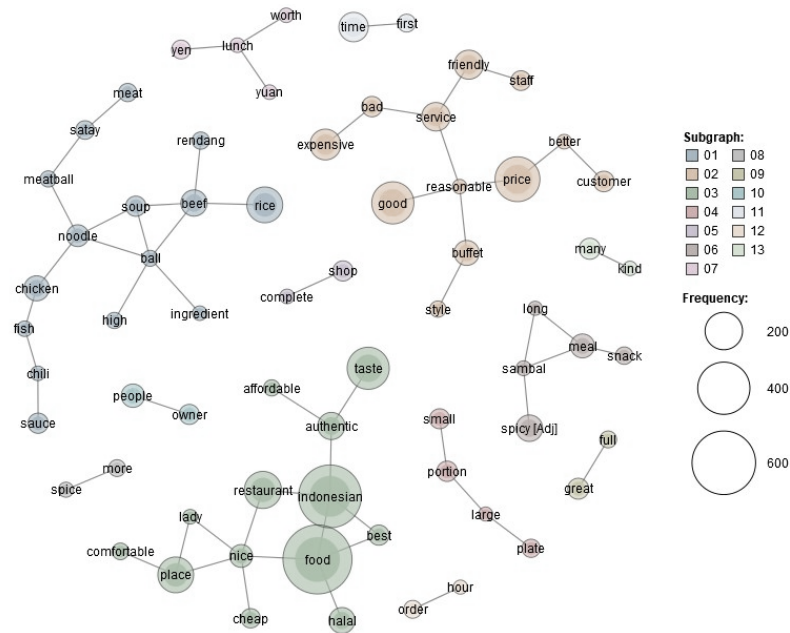 worth
time
first
yen
lunch
yuan
friendly
staff
meat
bad
service
satay
rendang
expensive
better
meatball
soup
beef
rice
good
reasonable
price
customer
noodle
ball
buffet
many
kind
chicken
shop
complete
style
fish
high
ingredient
long
meal
snack
chili
taste
sambal
people
affordable
owner
sauce
authentic
small
spicy [Adj]
full
more
spice
portion
restaurant
indonesian
great
lady
large
comfortable
nice
food
best
plate
place
cheap
halal
order
hour
Subgraph:
01
08
02
09
03
10
04
11
05
12
06
13
07
Frequency:
200
400
600